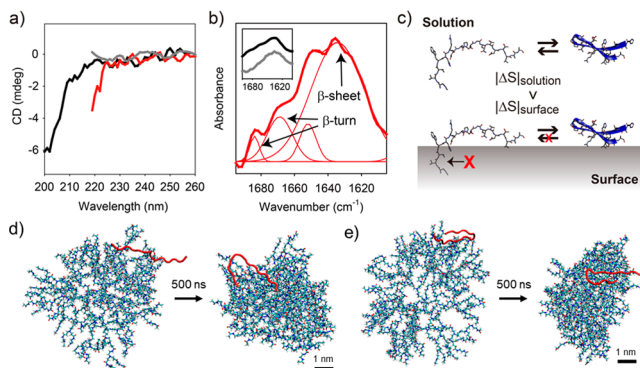 a)
CD (mdeg)
2
0
-2
-4
-6
200 210 220 230 240 250 260
Wavelength (nm)
b)
Absorbance
1680 1620
β-sheet
β-turn
1680 1660 1640 1620
Wavenumber (cm⁻¹)
c)
Solution
|ΔS|solution
v
|ΔS|surface
x
X
Surface
d)
500 ns
1 nm
e)
500 ns
1 nm